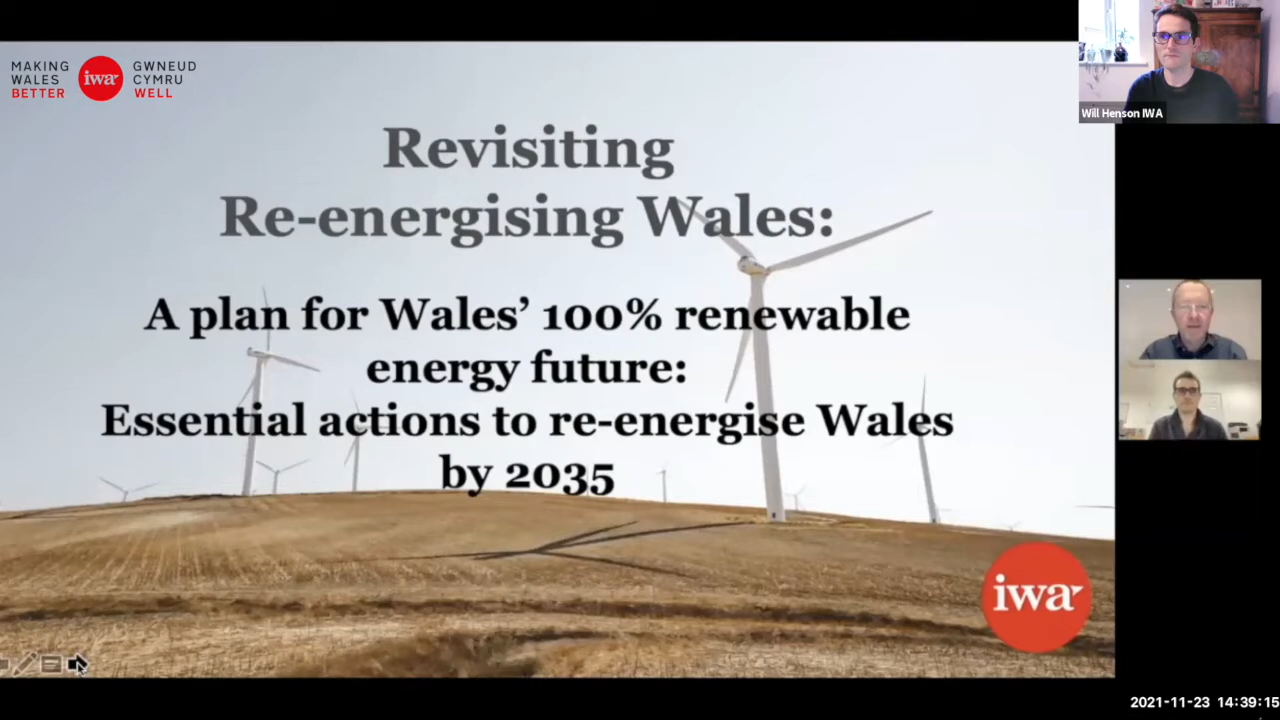 MAKING
WALES
BETTER
iwa
GWNEUD
CYMRU
WELL
Will Henson IWA
Revisiting
Re-energising Wales:
A plan for Wales’ 100% renewable
energy future:
Essential actions to re-energise Wales
by 2035
iwa
2021-11-23 14:39:15